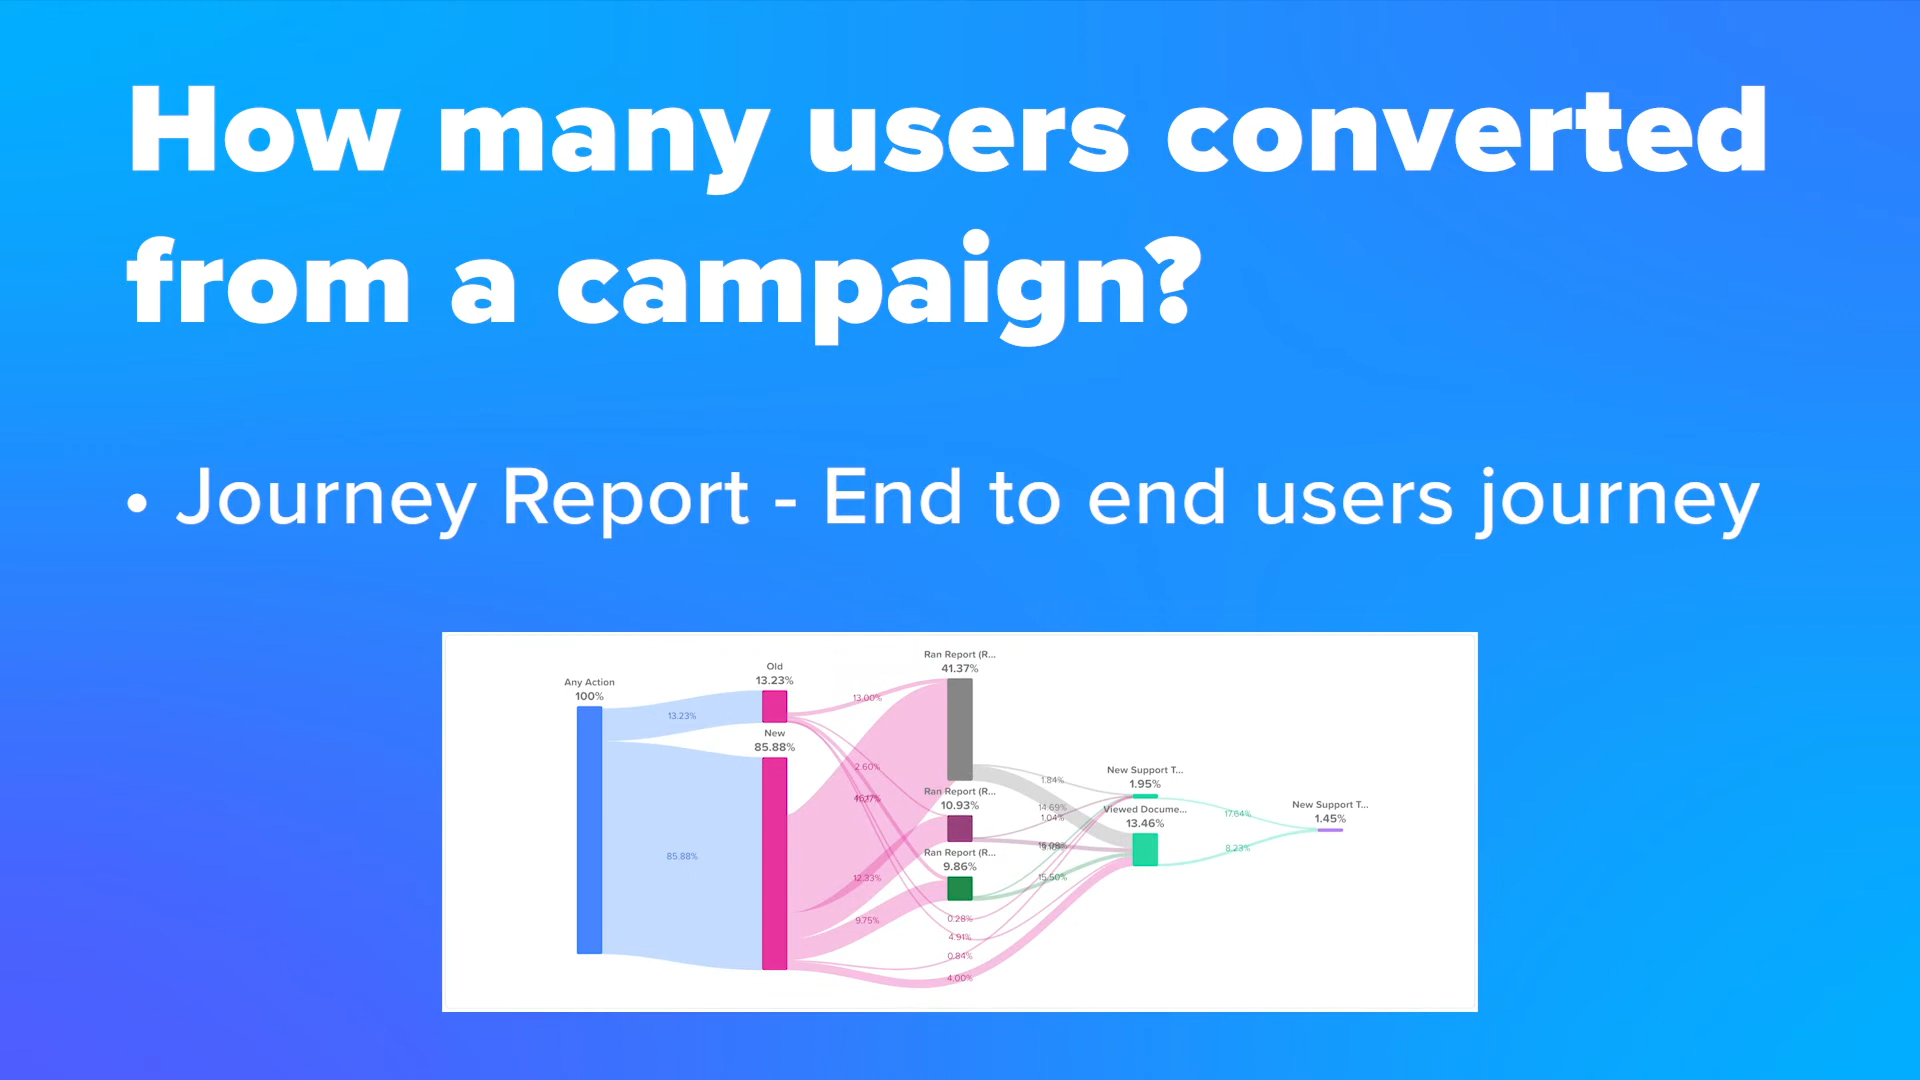 How many users converted
from a campaign?
• Journey Report - End to end users journey
Any Action
100%
13.23%
85.88%
Old
13.23%
New
85.88%
13.00%
2.60%
12.33%
9.75%
Ran Report (R...
41.37%
Ran Report (R...
10.93%
Ran Report (R...
9.86%
0.28%
4.91%
0.84%
4.00%
1.84%
14.69%
1.04%
15.50%
New Support T...
1.95%
Viewed Docume...
13.46%
17.64%
8.23%
New Support T...
1.45%